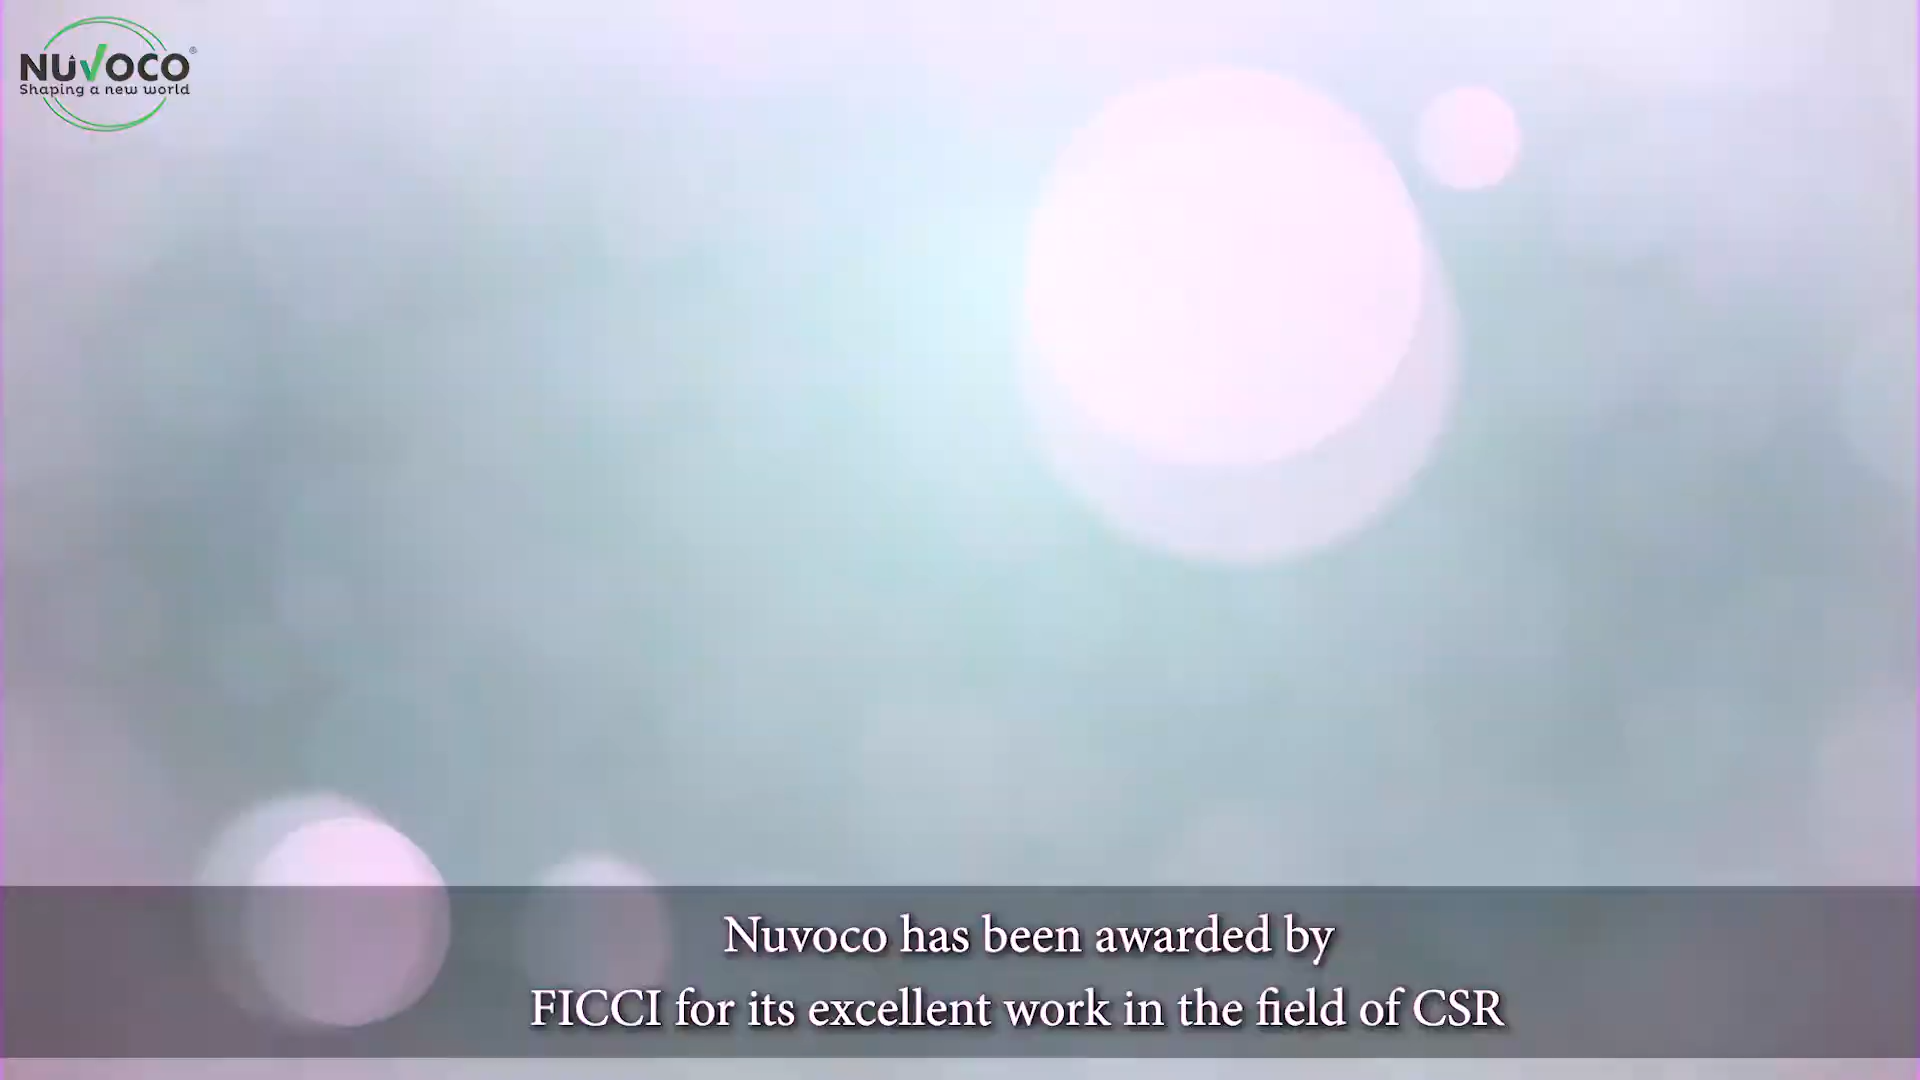 NUVOCO®
Shaping a new world
Nuvoco has been awarded by
FICCI for its excellent work in the field of CSR